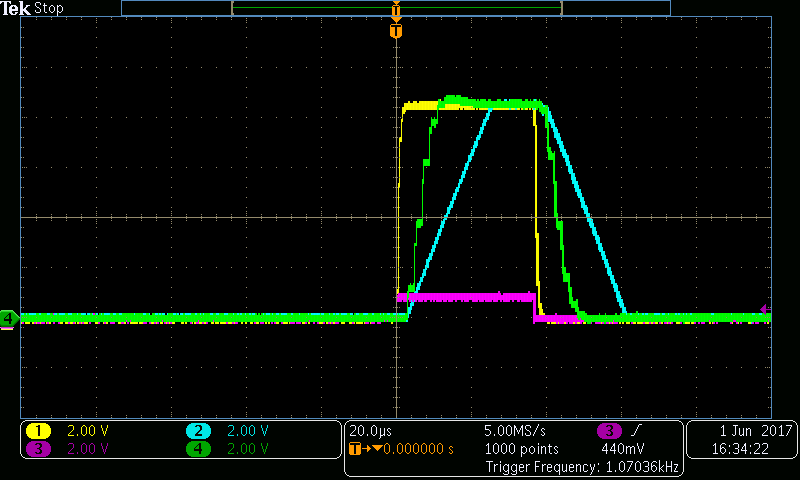 Tek Stop
T
T
4
1 2.00 V 2 2.00 V
3 2.00 V 4 2.00 V
20.0µs 5.00MS/s 3
T→▼0.000000 s 1000 points 440mV
Trigger Frequency: 1.07036kHz
1 Jun 2017
16:34:22